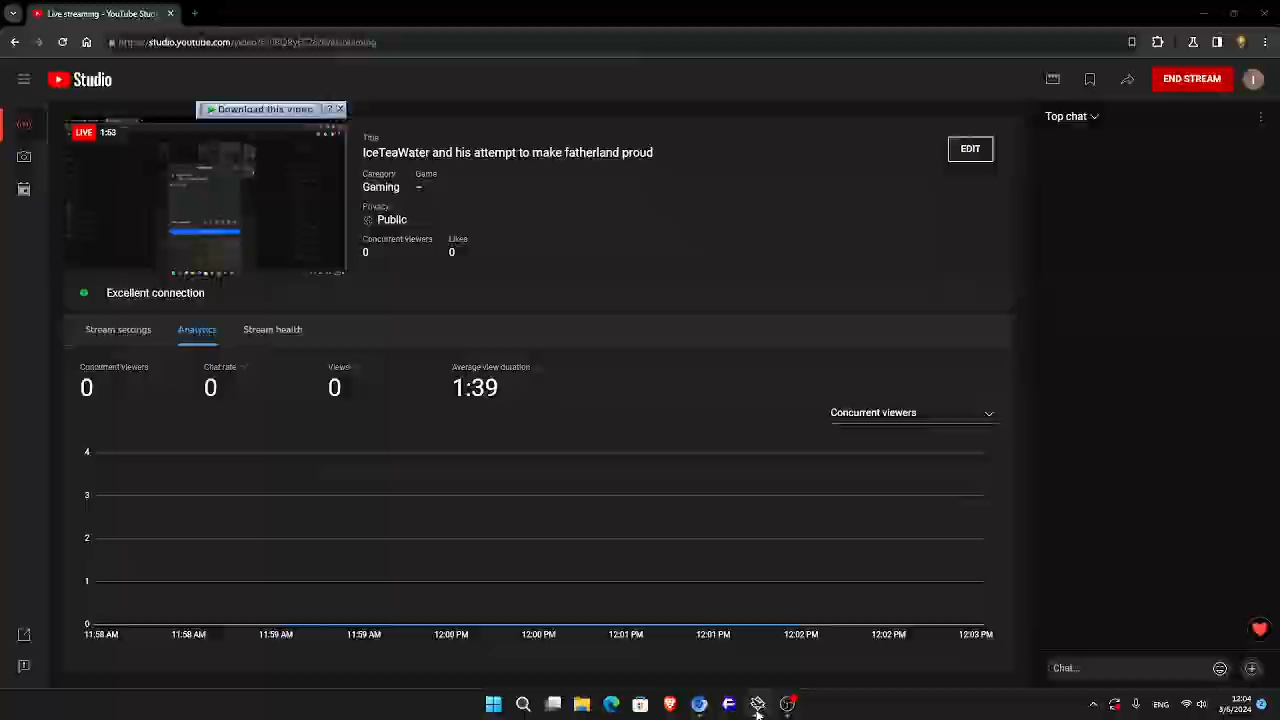 Live streaming - YouTube Studio
Studio
END STREAM
I
Download this video ? X
Top chat
LIVE 1:53
Title
IceTeaWater and his attempt to make fatherland proud
EDIT
Category Game
Gaming –
Privacy
Public
Concurrent viewers Likes
0 0
Excellent connection
Stream settings Analytics Stream health
Concurrent viewers Chat rate Views Average view duration
0 0 0 1:39
Concurrent viewers
4
3
2
1
0
11:58 AM 11:58 AM 11:59 AM 11:59 AM 12:00 PM 12:00 PM 12:01 PM 12:01 PM 12:02 PM 12:02 PM 12:03 PM
Chat...
ENG
12:04
3/6/2024
2